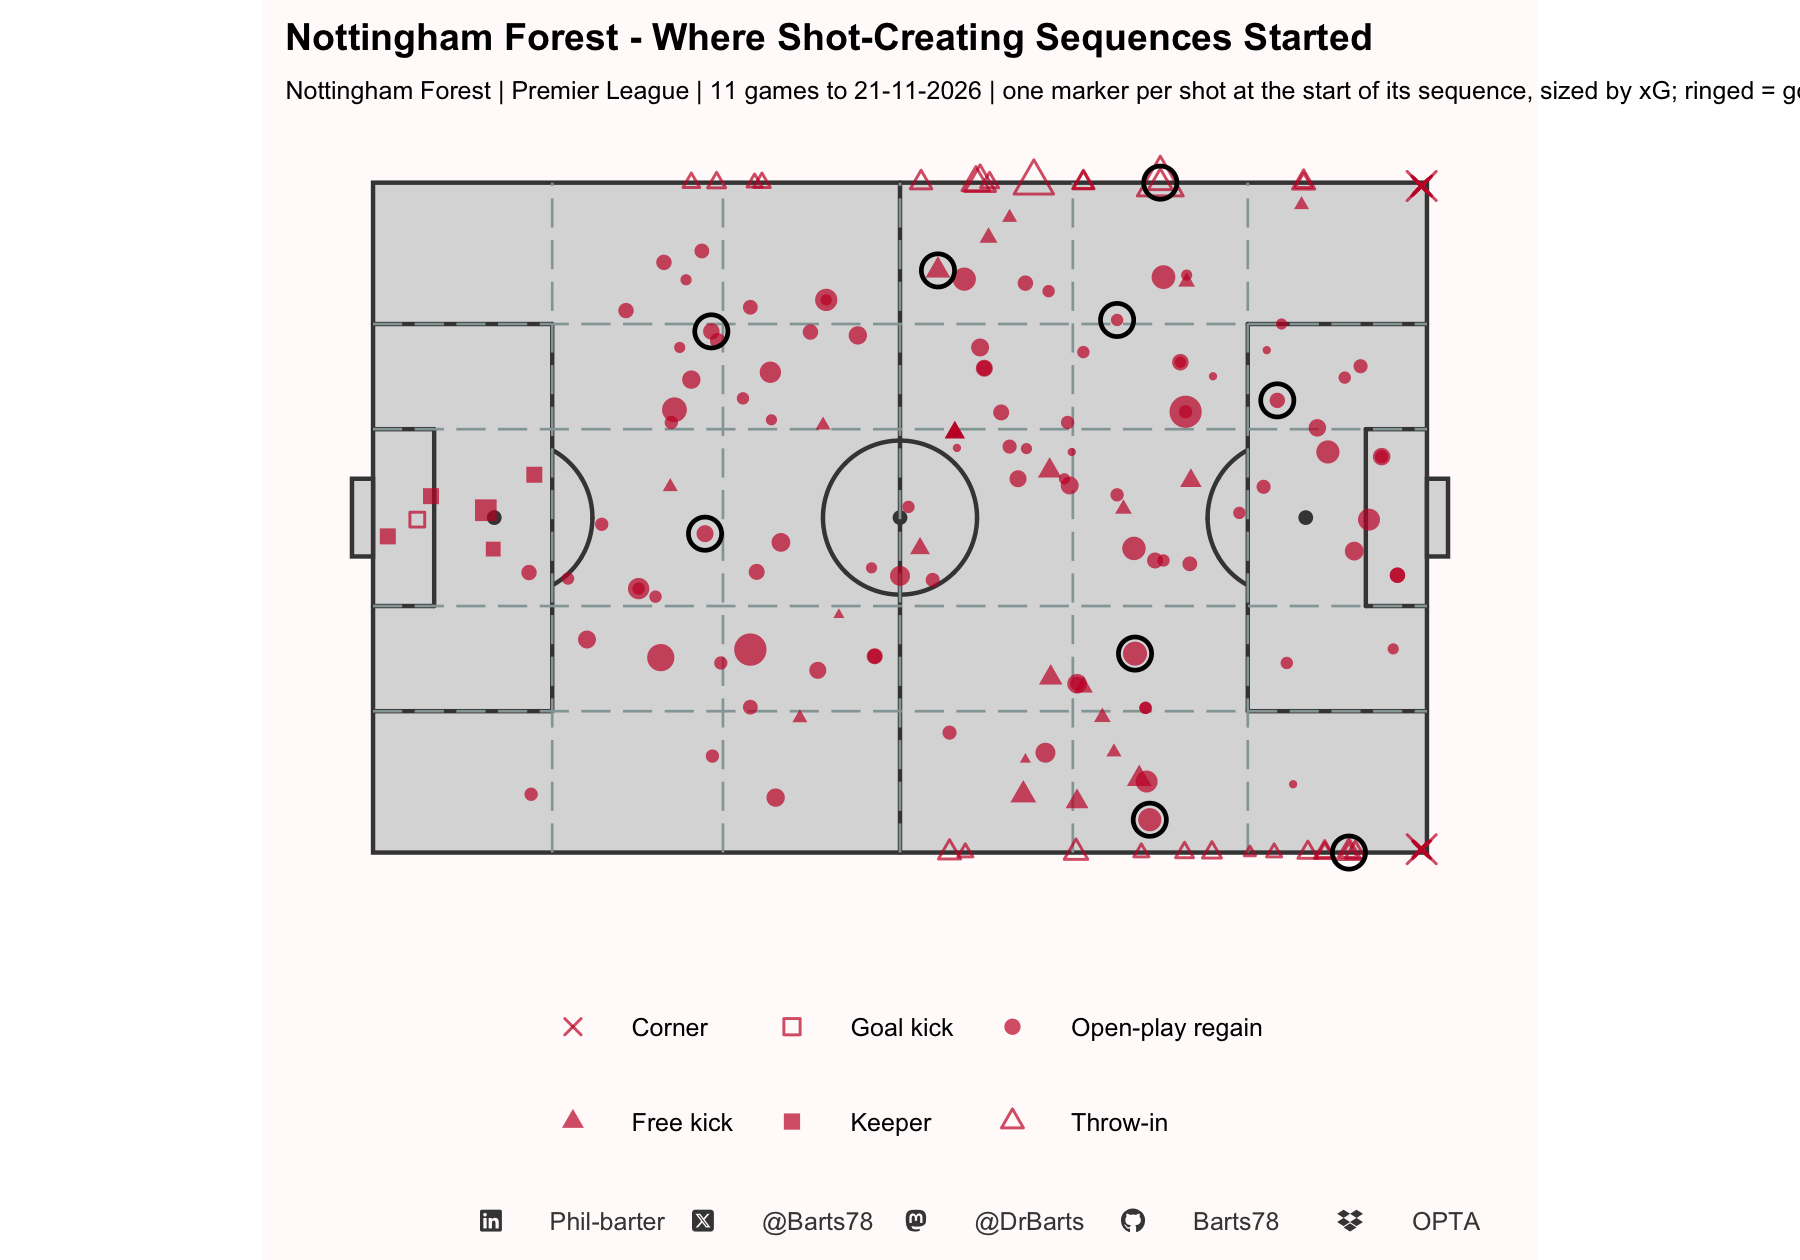 Nottingham Forest - Where Shot-Creating Sequences Started
Nottingham Forest | Premier League | 11 games to 21-11-2026 | one marker per shot at the start of its sequence, sized by xG; ringed =
Corner
Goal kick
Open-play regain
Free kick
Keeper
Throw-in
Phil-barter
@Barts78
@DrBarts
Barts78
OPTA